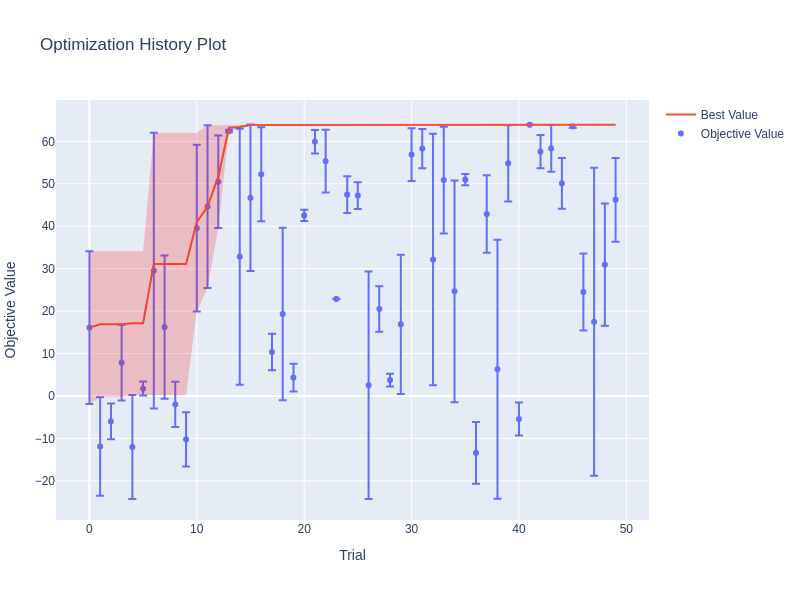 Optimization History Plot
Best Value
Objective Value
Objective Value
60
50
40
30
20
10
0
−10
−20
0 10 20 30 40 50
Trial